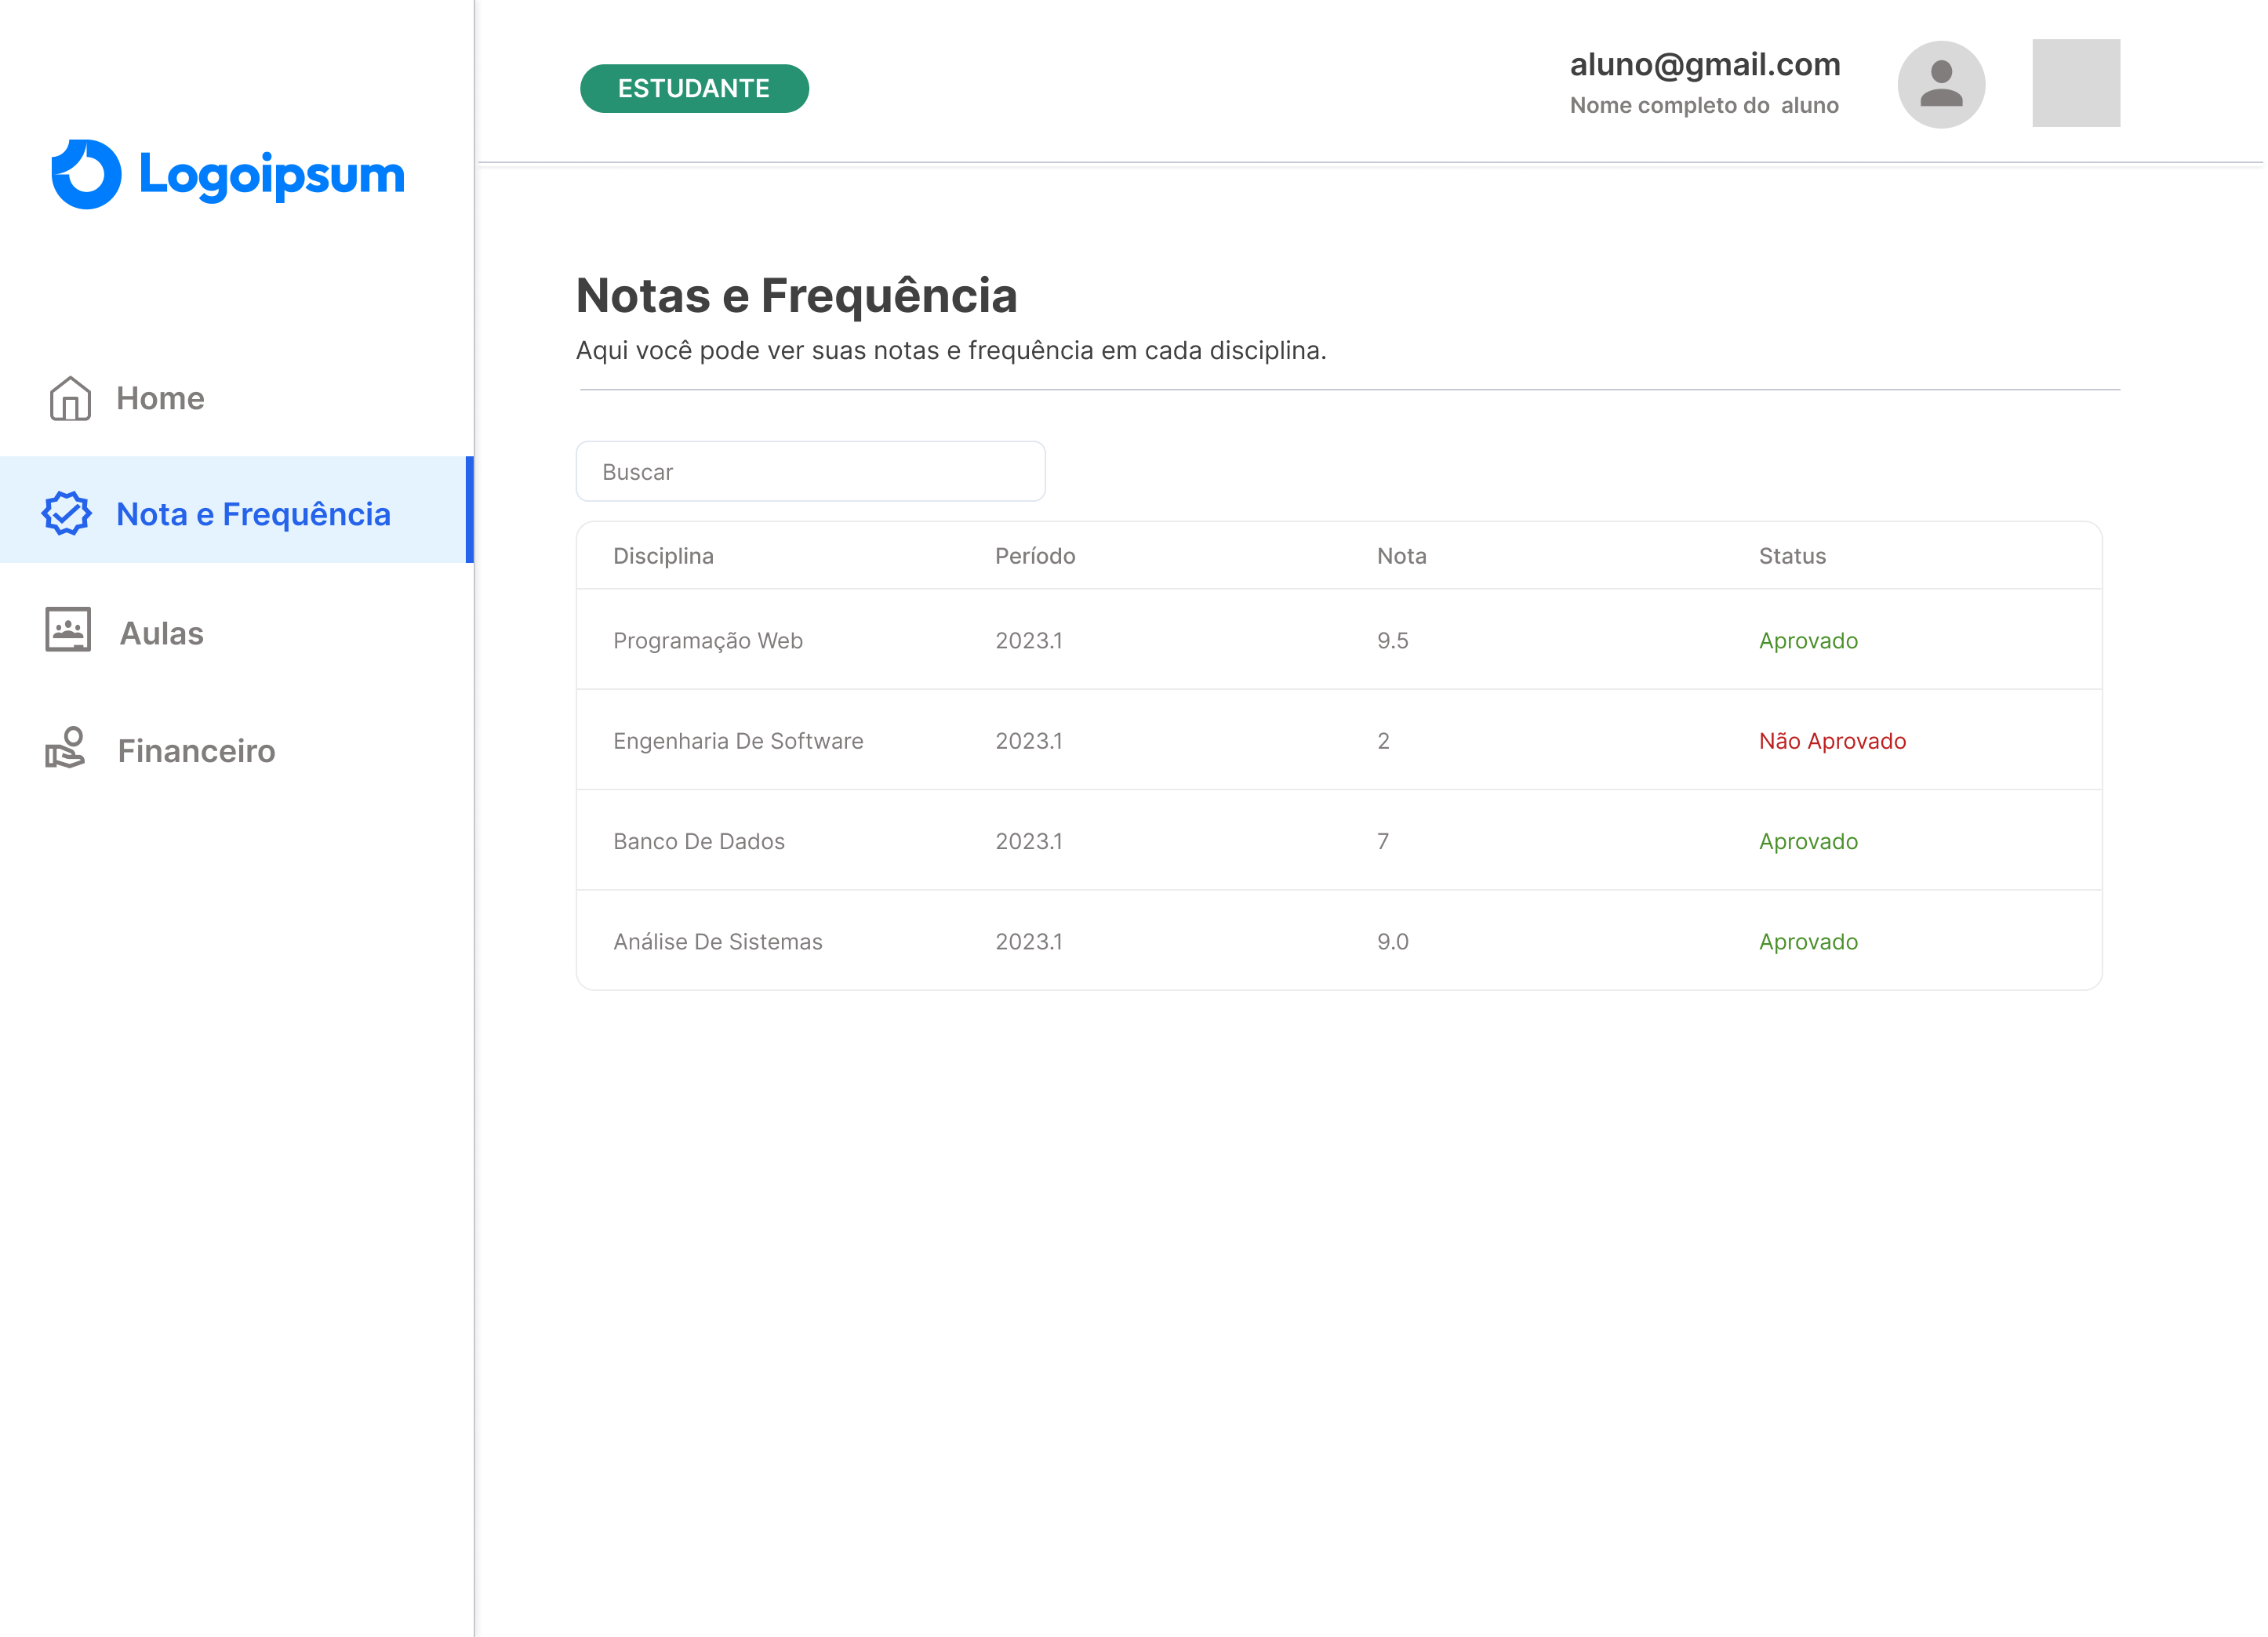 Logoipsum
Home
Nota e Frequência
Aulas
Financeiro
ESTUDANTE
aluno@gmail.com
Nome completo do aluno
Notas e Frequência
Aqui você pode ver suas notas e frequência em cada disciplina.
Buscar
Disciplina Período Nota Status
Programação Web 2023.1 9.5 Aprovado
Engenharia De Software 2023.1 2 Não Aprovado
Banco De Dados 2023.1 7 Aprovado
Análise De Sistemas 2023.1 9.0 Aprovado